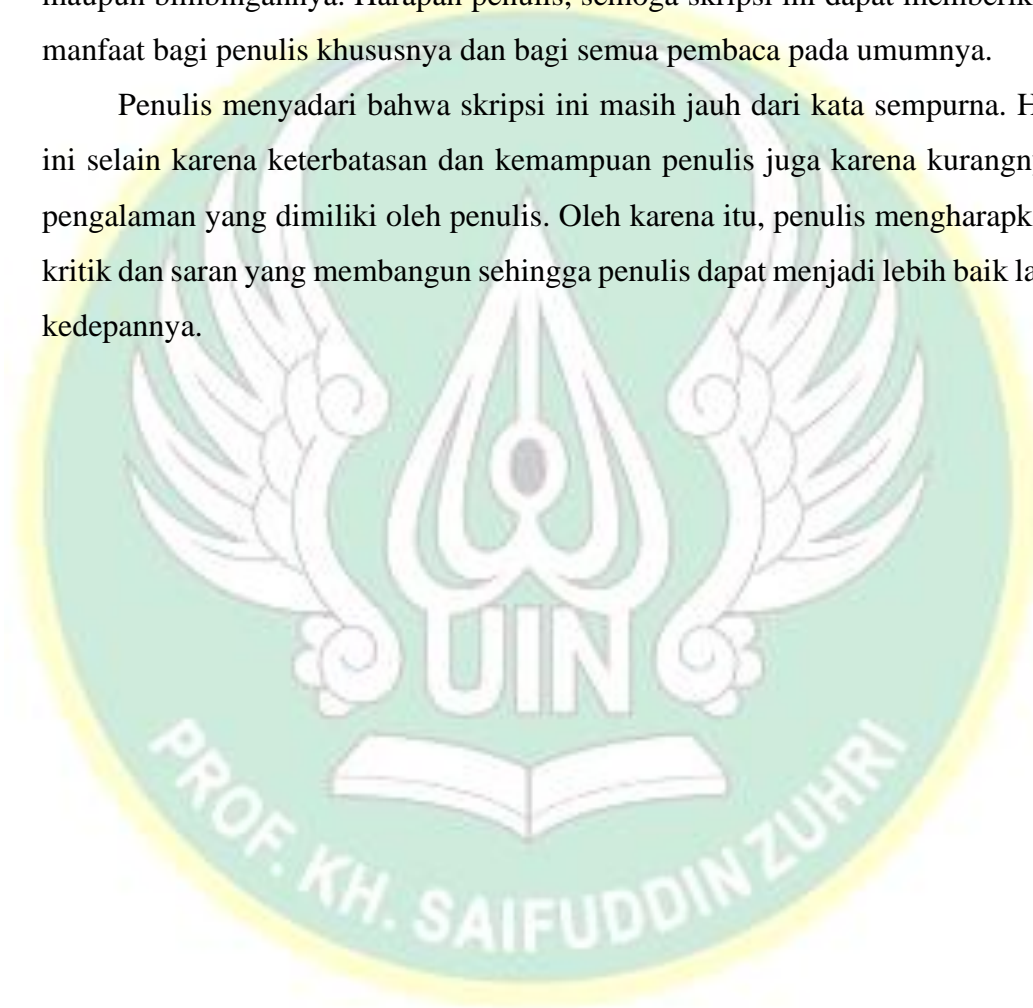 maupun bimbingannya. Harapan penulis, semoga skripsi ini dapat memberik
manfaat bagi penulis khususnya dan bagi semua pembaca pada umumnya.
Penulis menyadari bahwa skripsi ini masih jauh dari kata sempurna. H
ini selain karena keterbatasan dan kemampuan penulis juga karena kurangn
pengalaman yang dimiliki oleh penulis. Oleh karena itu, penulis mengharapk
kritik dan saran yang membangun sehingga penulis dapat menjadi lebih baik la
kedepannya.
UIN
PROF. KH. SAIFUDDIN ZUHRI